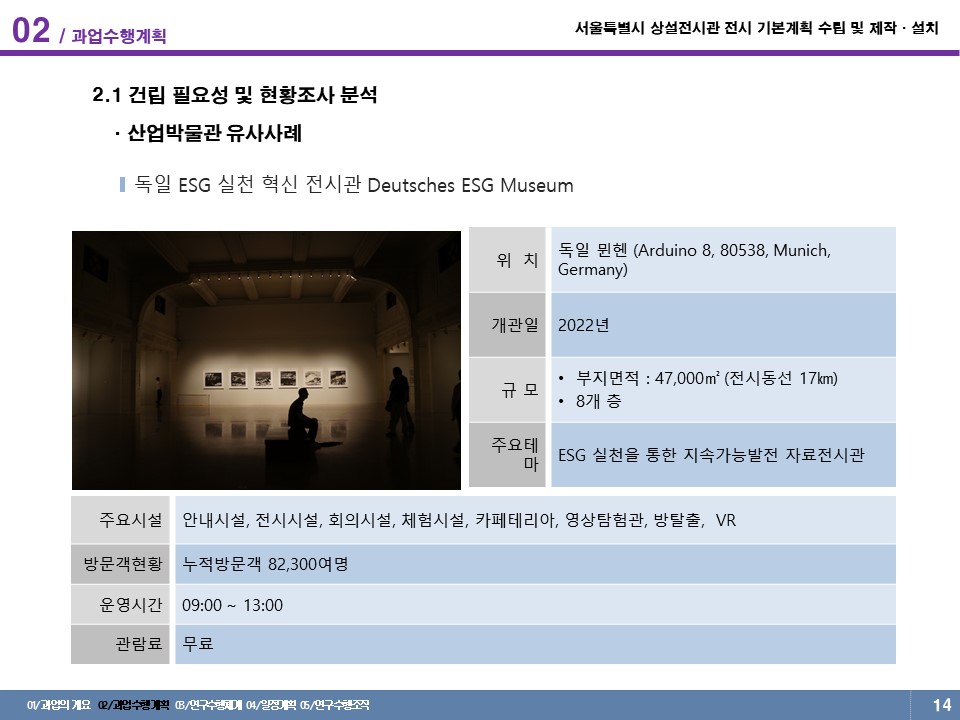 02 / 과업수행계획
서울특별시 상설전시관 전시 기본계획 수립 및 제작 · 설치
2.1 건립 필요성 및 현황조사 분석
· 산업박물관 유사사례
독일 ESG 실천 혁신 전시관 Deutsches ESG Museum
위 치
독일 뮌헨 (Arduino 8, 80538, Munich,
Germany)
개관일
2022년
규 모
• 부지면적 : 47,000㎡ (전시동선 17㎞)
• 8개 층
주요테
마
ESG 실천을 통한 지속가능발전 자료전시관
주요시설
안내시설, 전시시설, 회의시설, 체험시설, 카페테리아, 영상탐험관, 방탈출, VR
방문객현황
누적방문객 82,300여명
운영시간
09:00 ~ 13:00
관람료
무료
01/과업의 개요 02/과업수행계획 03/연구수행체계 04/일정계획 05/연구수행조직
14